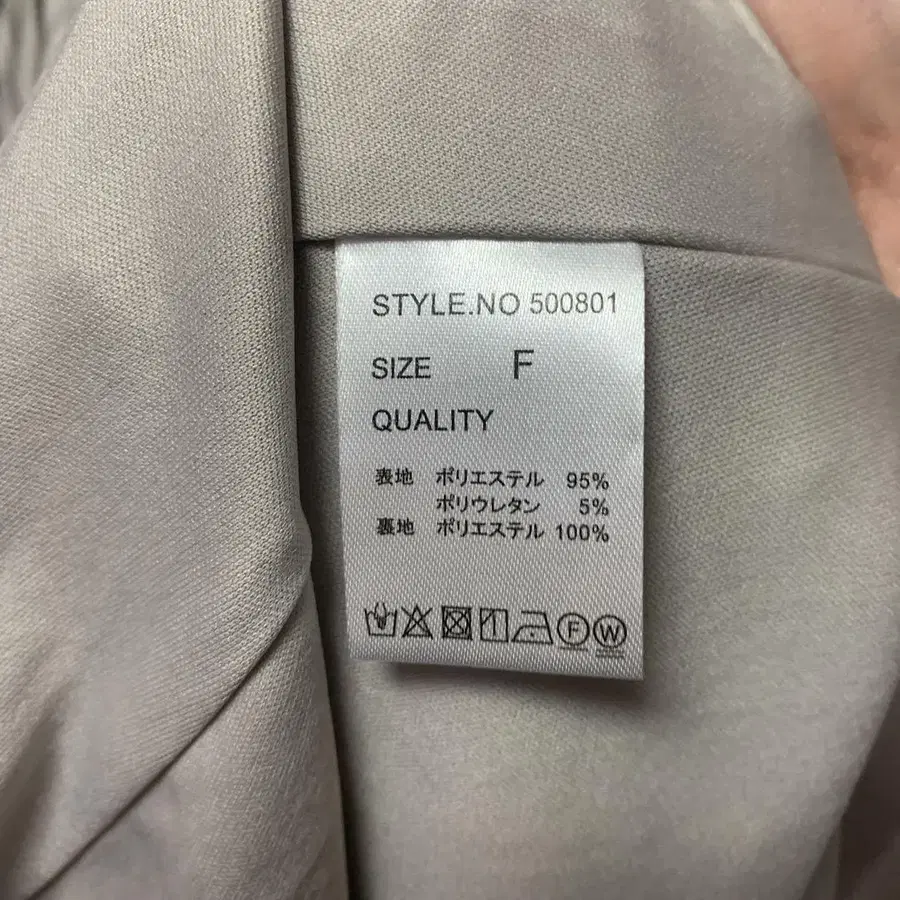 STYLE.NO 500801
SIZE F
QUALITY
表地 ポリエステル 95%
ポリウレタン 5%
裏地 ポリエステル 100%
F W